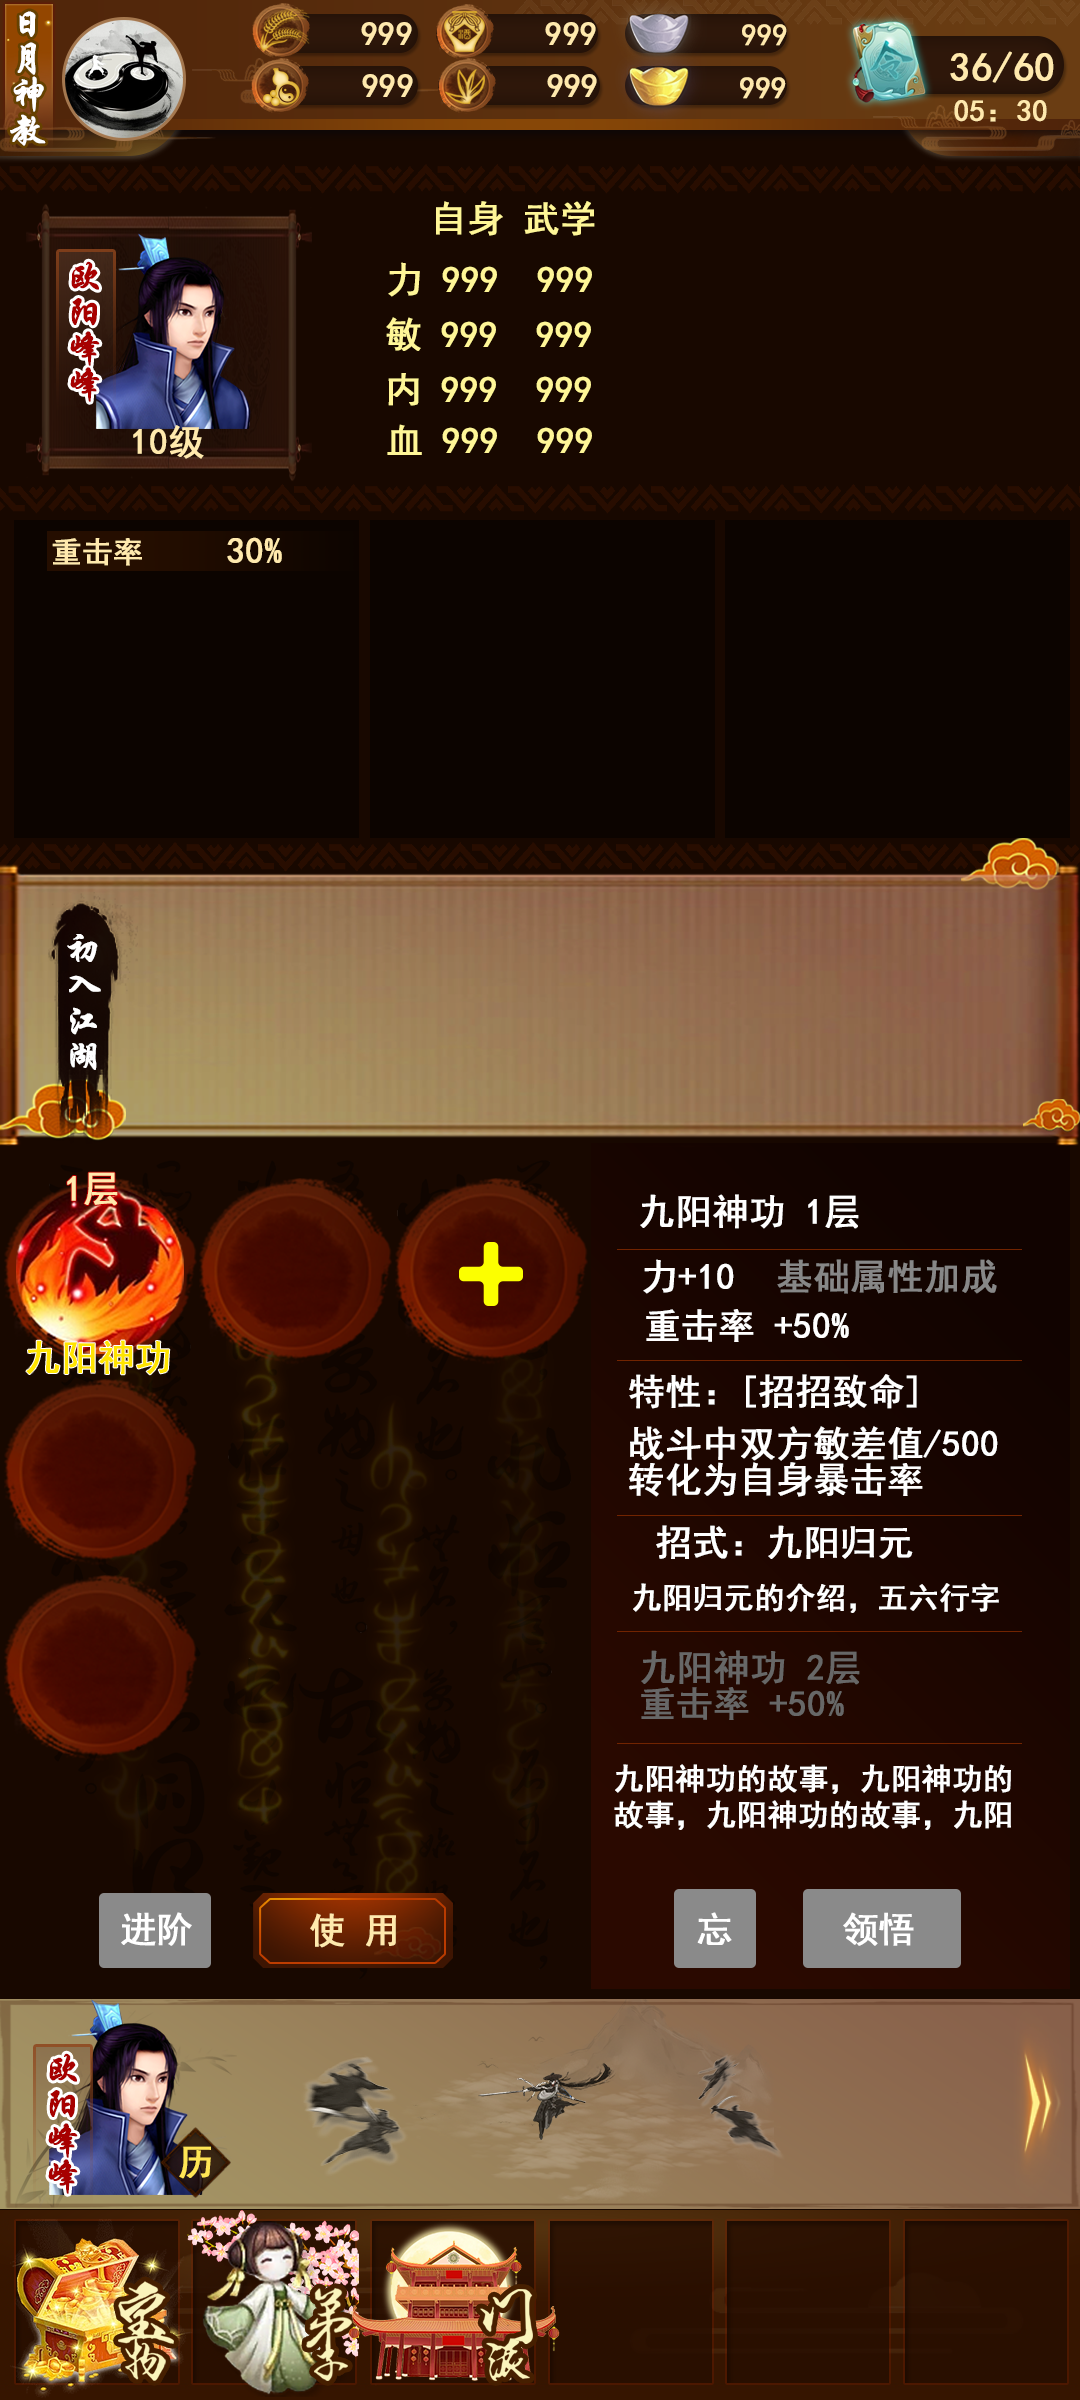 日月神教
999 999 999
999 999 999
36/60
05: 30
自身 武学
力 999 999
敏 999 999
内 999 999
血 999 999
欧阳峰峰
10级
重击率 30%
初入江湖
1层
九阳神功
九阳神功 1层
力+10 基础属性加成
重击率 +50%
特性：[招招致命]
战斗中双方敏差值/500
转化为自身暴击率
招式：九阳归元
九阳归元的介绍，五六行字
九阳神功 2层
重击率 +50%
九阳神功的故事，九阳神功的
故事，九阳神功的故事，九阳
进阶
使 用
忘
领悟
欧阳峰峰
历
宝物
弟子
门派